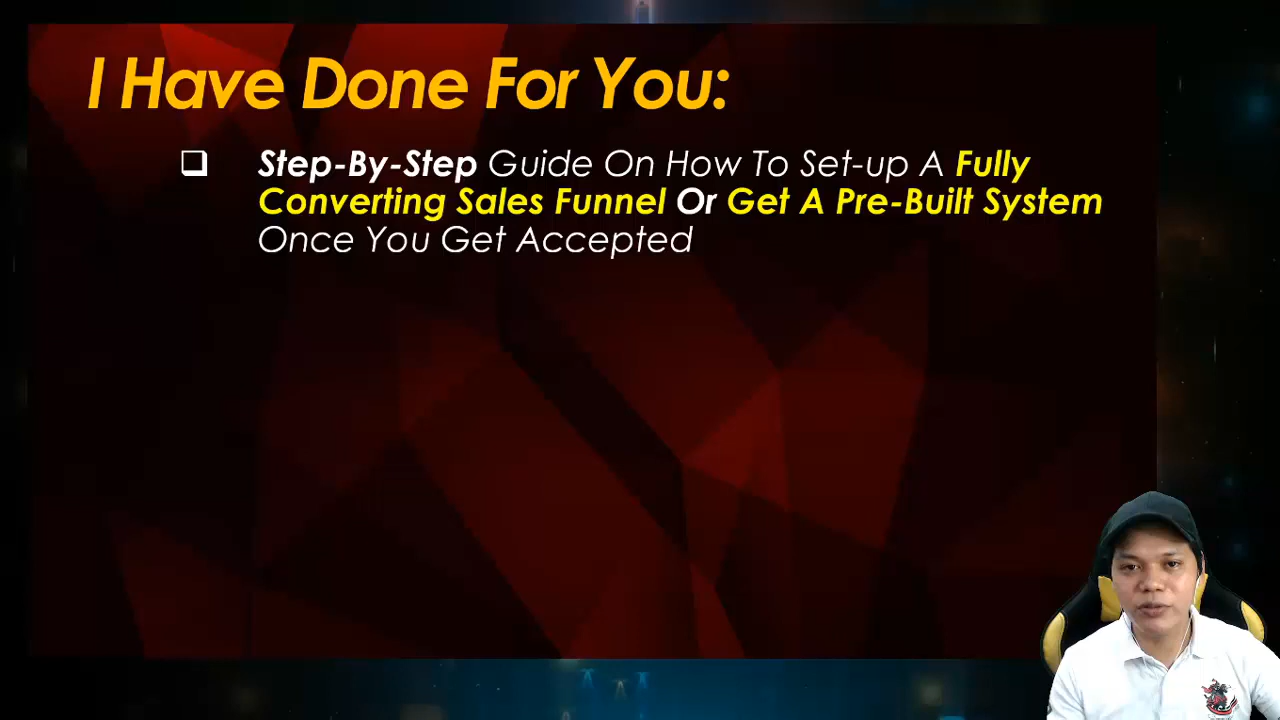 I Have Done For You:
Step-By-Step Guide On How To Set-up A Fully
Converting Sales Funnel Or Get A Pre-Built System
Once You Get Accepted